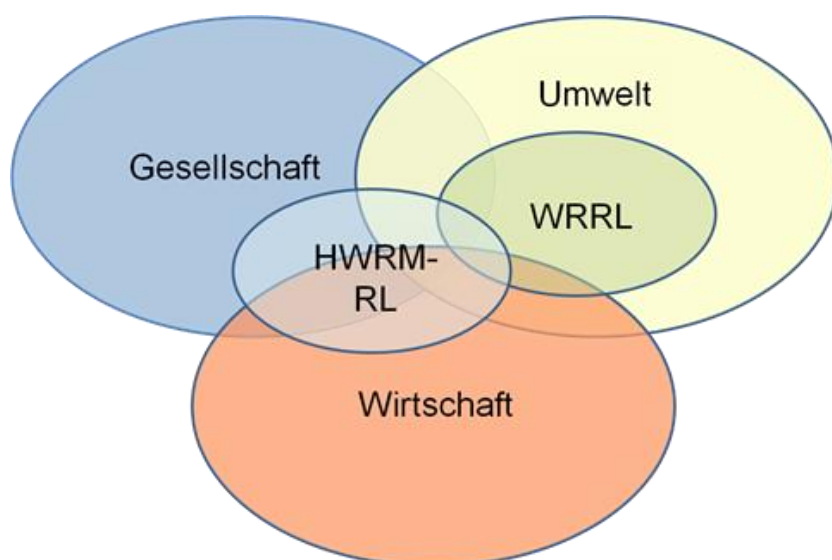 Umwelt
Gesellschaft
WRRL
HWRM-
RL
Wirtschaft